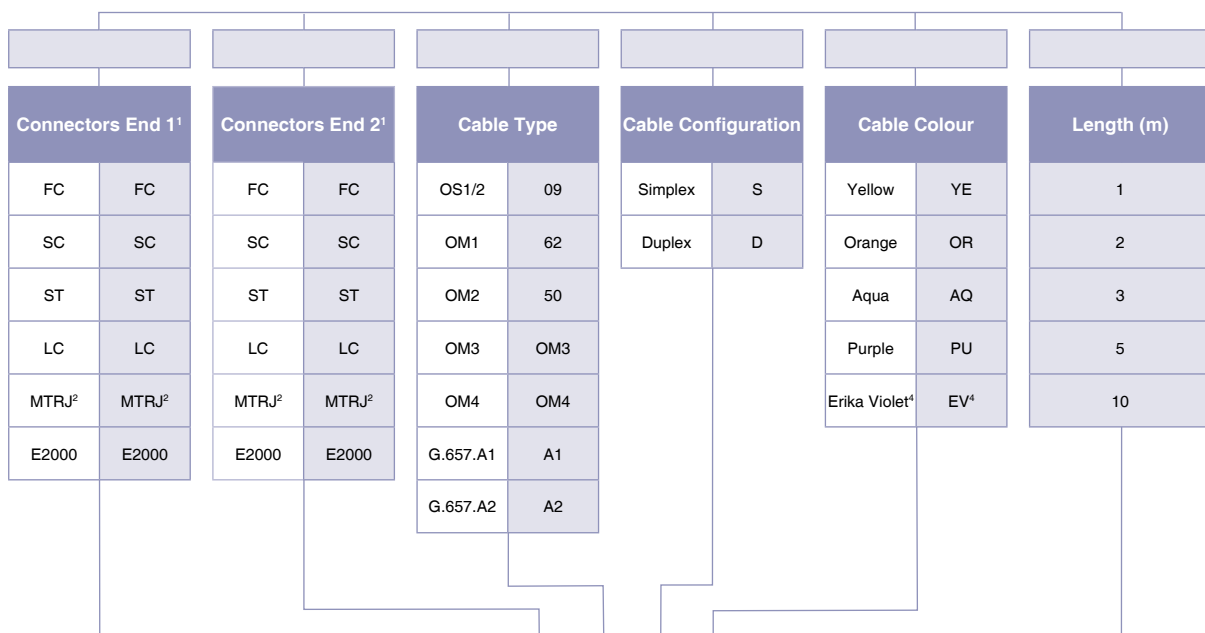 Connectors End 1¹ Connectors End 2¹ Cable Type Cable Configuration Cable Colour Length (m)
FC FC FC FC OS1/2 09 Simplex S Yellow YE 1
SC SC SC SC OM1 62 Duplex D Orange OR 2
ST ST ST ST OM2 50 Aqua AQ 3
LC LC LC LC OM3 OM3 Purple PU 5
MTRJ² MTRJ² MTRJ² MTRJ² OM4 OM4 Erika Violet⁴ EV⁴ 10
E2000 E2000 E2000 E2000 G.657.A1 A1
G.657.A2 A2